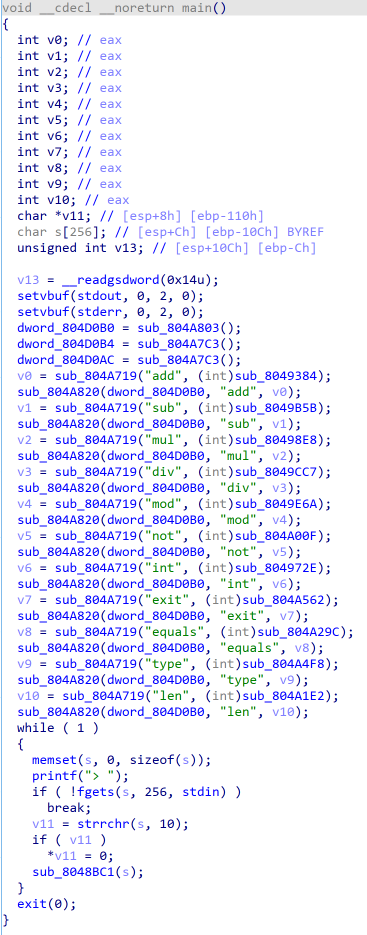 void __cdecl __noreturn main()
{
  int v0; // eax
  int v1; // eax
  int v2; // eax
  int v3; // eax
  int v4; // eax
  int v5; // eax
  int v6; // eax
  int v7; // eax
  int v8; // eax
  int v9; // eax
  int v10; // eax
  char *v11; // [esp+8h] [ebp-110h]
  char s[256]; // [esp+Ch] [ebp-10Ch] BYREF
  unsigned int v13; // [esp+10Ch] [ebp-Ch]

  v13 = __readgsdword(0x14u);
  setvbuf(stdout, 0, 2, 0);
  setvbuf(stderr, 0, 2, 0);
  dword_804D0B0 = sub_804A803();
  dword_804D0B4 = sub_804A7C3();
  dword_804D0AC = sub_804A7C3();
  v0 = sub_804A719("add", (int)sub_8049384);
  sub_804A820(dword_804D0B0, "add", v0);
  v1 = sub_804A719("sub", (int)sub_8049B5B);
  sub_804A820(dword_804D0B0, "sub", v1);
  v2 = sub_804A719("mul", (int)sub_80498E8);
  sub_804A820(dword_804D0B0, "mul", v2);
  v3 = sub_804A719("div", (int)sub_8049CC7);
  sub_804A820(dword_804D0B0, "div", v3);
  v4 = sub_804A719("mod", (int)sub_8049E6A);
  sub_804A820(dword_804D0B0, "mod", v4);
  v5 = sub_804A719("not", (int)sub_804A00F);
  sub_804A820(dword_804D0B0, "not", v5);
  v6 = sub_804A719("int", (int)sub_804972E);
  sub_804A820(dword_804D0B0, "int", v6);
  v7 = sub_804A719("exit", (int)sub_804A562);
  sub_804A820(dword_804D0B0, "exit", v7);
  v8 = sub_804A719("equals", (int)sub_804A29C);
  sub_804A820(dword_804D0B0, "equals", v8);
  v9 = sub_804A719("type", (int)sub_804A4F8);
  sub_804A820(dword_804D0B0, "type", v9);
  v10 = sub_804A719("len", (int)sub_804A1E2);
  sub_804A820(dword_804D0B0, "len", v10);
  while ( 1 )
  {
    memset(s, 0, sizeof(s));
    printf("> ");
    if ( !fgets(s, 256, stdin) )
      break;
    v11 = strrchr(s, 10);
    if ( v11 )
      *v11 = 0;
    sub_8048BC1(s);
  }
  exit(0);
}